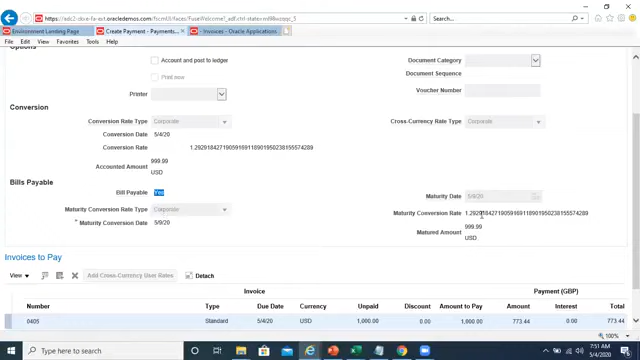 https://adc2-fikx-fa-ext.oracledemos.com/fscmUI/faces/FuseWelcome?_adf.ctrl-state=
Search...
Environment Landing Page
Create Payment - Payments...
- Invoices - Oracle Applications
File Edit View Favorites Tools Help
Options
Account and post to ledger
Document Category
Print now
Document Sequence
Printer
Voucher Number
Conversion
Conversion Rate Type Corporate
Cross-Currency Rate Type Corporate
Conversion Date 5/4/20
Conversion Rate 1.29291842719059169118901950238155574289
Accounted Amount 999.99
USD
Bills Payable
Bill Payable Yes
Maturity Date 5/9/20
Maturity Conversion Rate Type Corporate
Maturity Conversion Rate 1.29291842719059169118901950238155574289
* Maturity Conversion Date 5/9/20
Matured Amount 999.99
USD
Invoices to Pay
View Add Cross-Currency User Rates Detach
Invoice Payment (GBP)
Number Type Due Date Currency Unpaid Discount Amount to Pay Amount Interest Total
0405 Standard 5/4/20 USD 1,000.00 0.00 1,000.00 773.44 0.00 773.44
100%
Type here to search
7:51 AM
5/4/2020